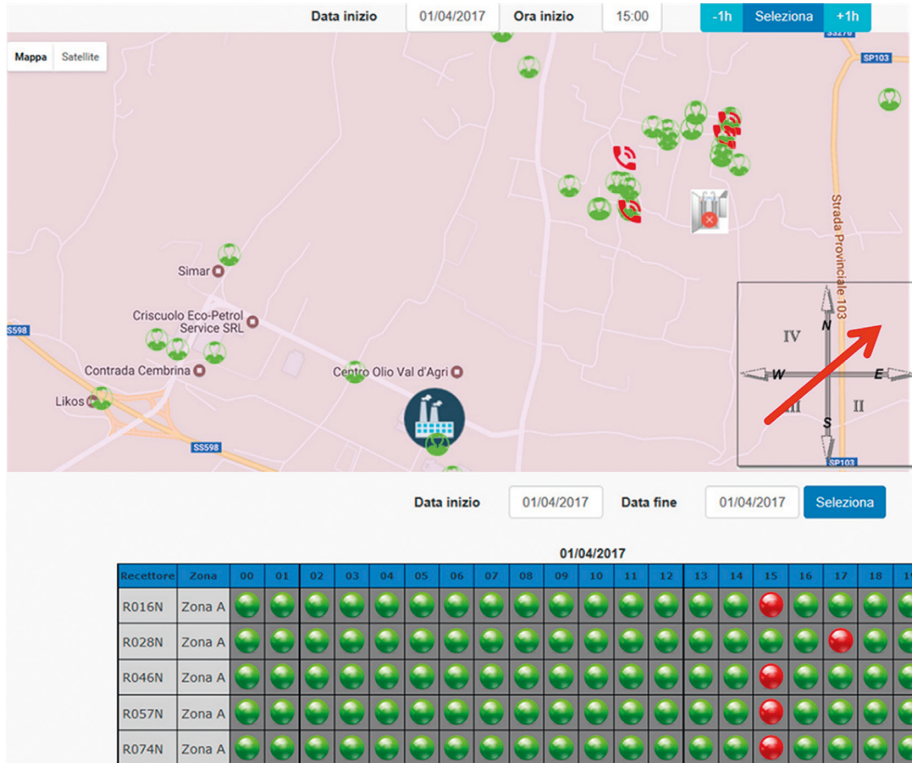 Data inizio 01/04/2017 Ora inizio 15:00 -1h Seleziona +1h
SS276
Mappa Satellite
SP103
Strada Provinciale 103
Simar
Criscuolo Eco-Petrol
Service SRL
SS598
Contrada Cembrina
Centro Olio Val d'Agri
Likos
SS598
IV N
W E
III II
S
SP103
Data inizio 01/04/2017 Data fine 01/04/2017 Seleziona
01/04/2017
Recettore Zona 00 01 02 03 04 05 06 07 08 09 10 11 12 13 14 15 16 17 18
R016N Zona A
R028N Zona A
R046N Zona A
R057N Zona A
R074N Zona A